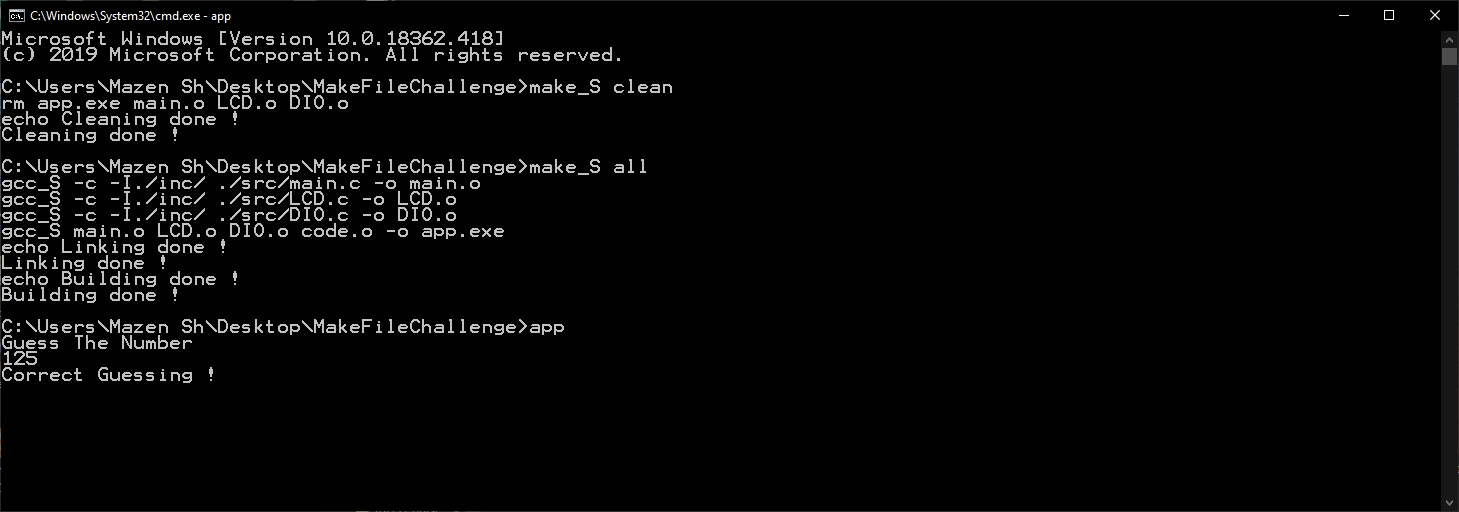 C:\Windows\System32\cmd.exe - app
Microsoft Windows [Version 10.0.18362.418]
(c) 2019 Microsoft Corporation. All rights reserved.
C:\Users\Mazen Sh\Desktop\MakeFileChallenge>make_S clean
rm app.exe main.o LCD.o DIO.o
echo Cleaning done !
Cleaning done !
C:\Users\Mazen Sh\Desktop\MakeFileChallenge>make_S all
gcc_S -c -I./inc/ ./src/main.c -o main.o
gcc_S -c -I./inc/ ./src/LCD.c -o LCD.o
gcc_S -c -I./inc/ ./src/DIO.c -o DIO.o
gcc_S main.o LCD.o DIO.o code.o -o app.exe
echo Linking done !
Linking done !
echo Building done !
Building done !
C:\Users\Mazen Sh\Desktop\MakeFileChallenge>app
Guess The Number
125
Correct Guessing !